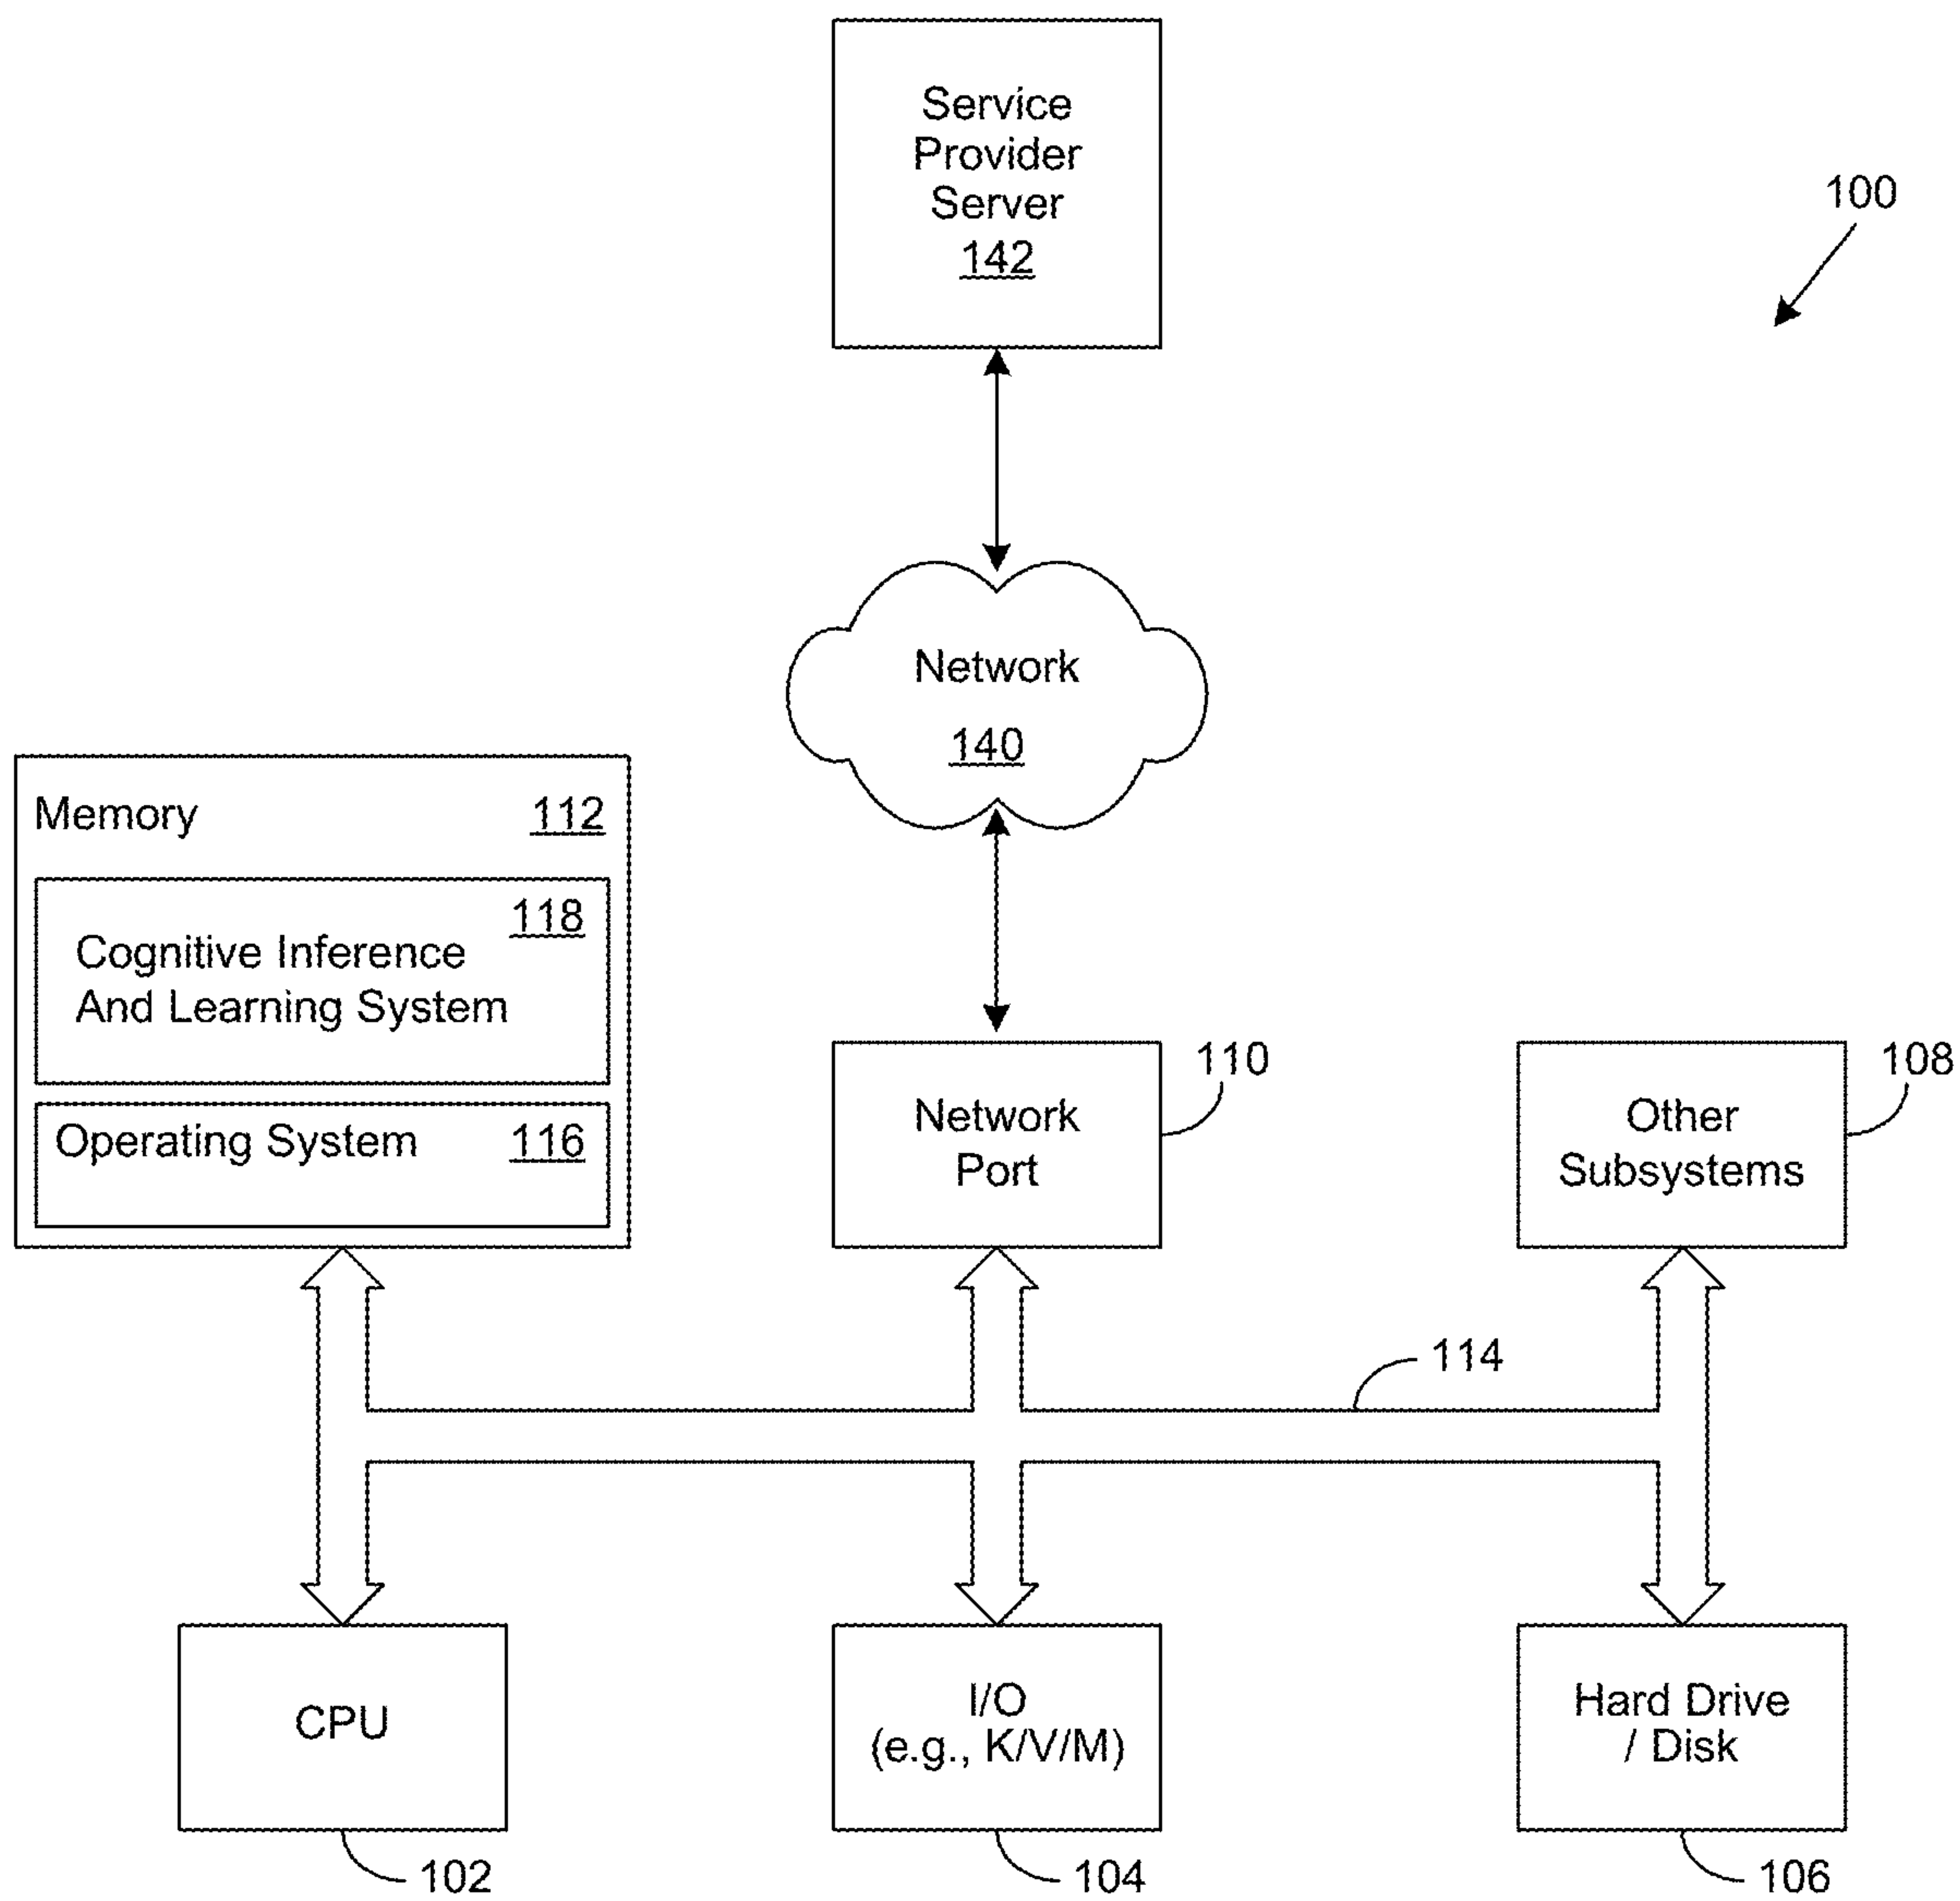 Service
Provider
Server
142
100
Network
140
Memory 112
118
Cognitive Inference
And Learning System
Operating System 116
Network
Port
110
Other
Subsystems
108
114
CPU
102
I/O
(e.g., K/V/M)
104
Hard Drive
/ Disk
106